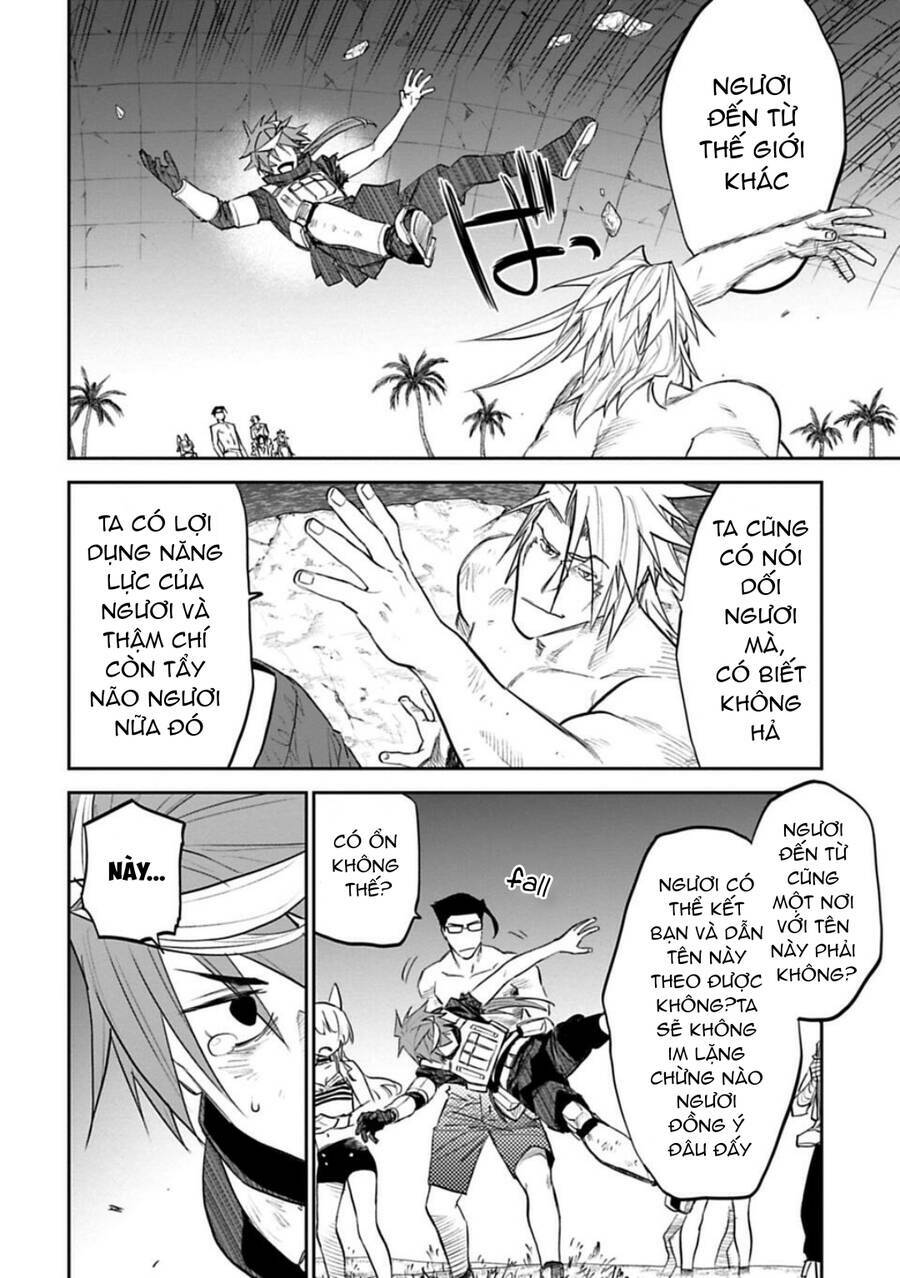 NGƯƠI
ĐẾN TỪ
THẾ GIỚI
KHÁC
ばっ
TA CŨNG
CÓ NÓI
DỐI
NGƯƠI
MÀ,
CÓ BIẾT
KHÔNG
HẢ
TA CÓ LỢI
DỤNG NĂNG
LỰC CỦA
NGƯƠI VÀ
THẬM CHÍ
CÒN TẨY
NÃO NGƯƠI
NỮA ĐÓ
NGƯƠI
ĐẾN TỪ
CŨNG
MỘT NƠI
VỚI TÊN
NÀY PHẢI
KHÔNG?
NGƯƠI CÓ
THỂ KẾT
BẠN VÀ DẪN
TÊN NÀY
THEO ĐƯỢC
KHÔNG?TA
SẼ KHÔNG
IM LẶNG
CHỪNG NÀO
NGƯƠI
ĐỒNG Ý
ĐÂU ĐẤY
fall
CÓ ỔN
KHÔNG
THẾ?
NÀY...